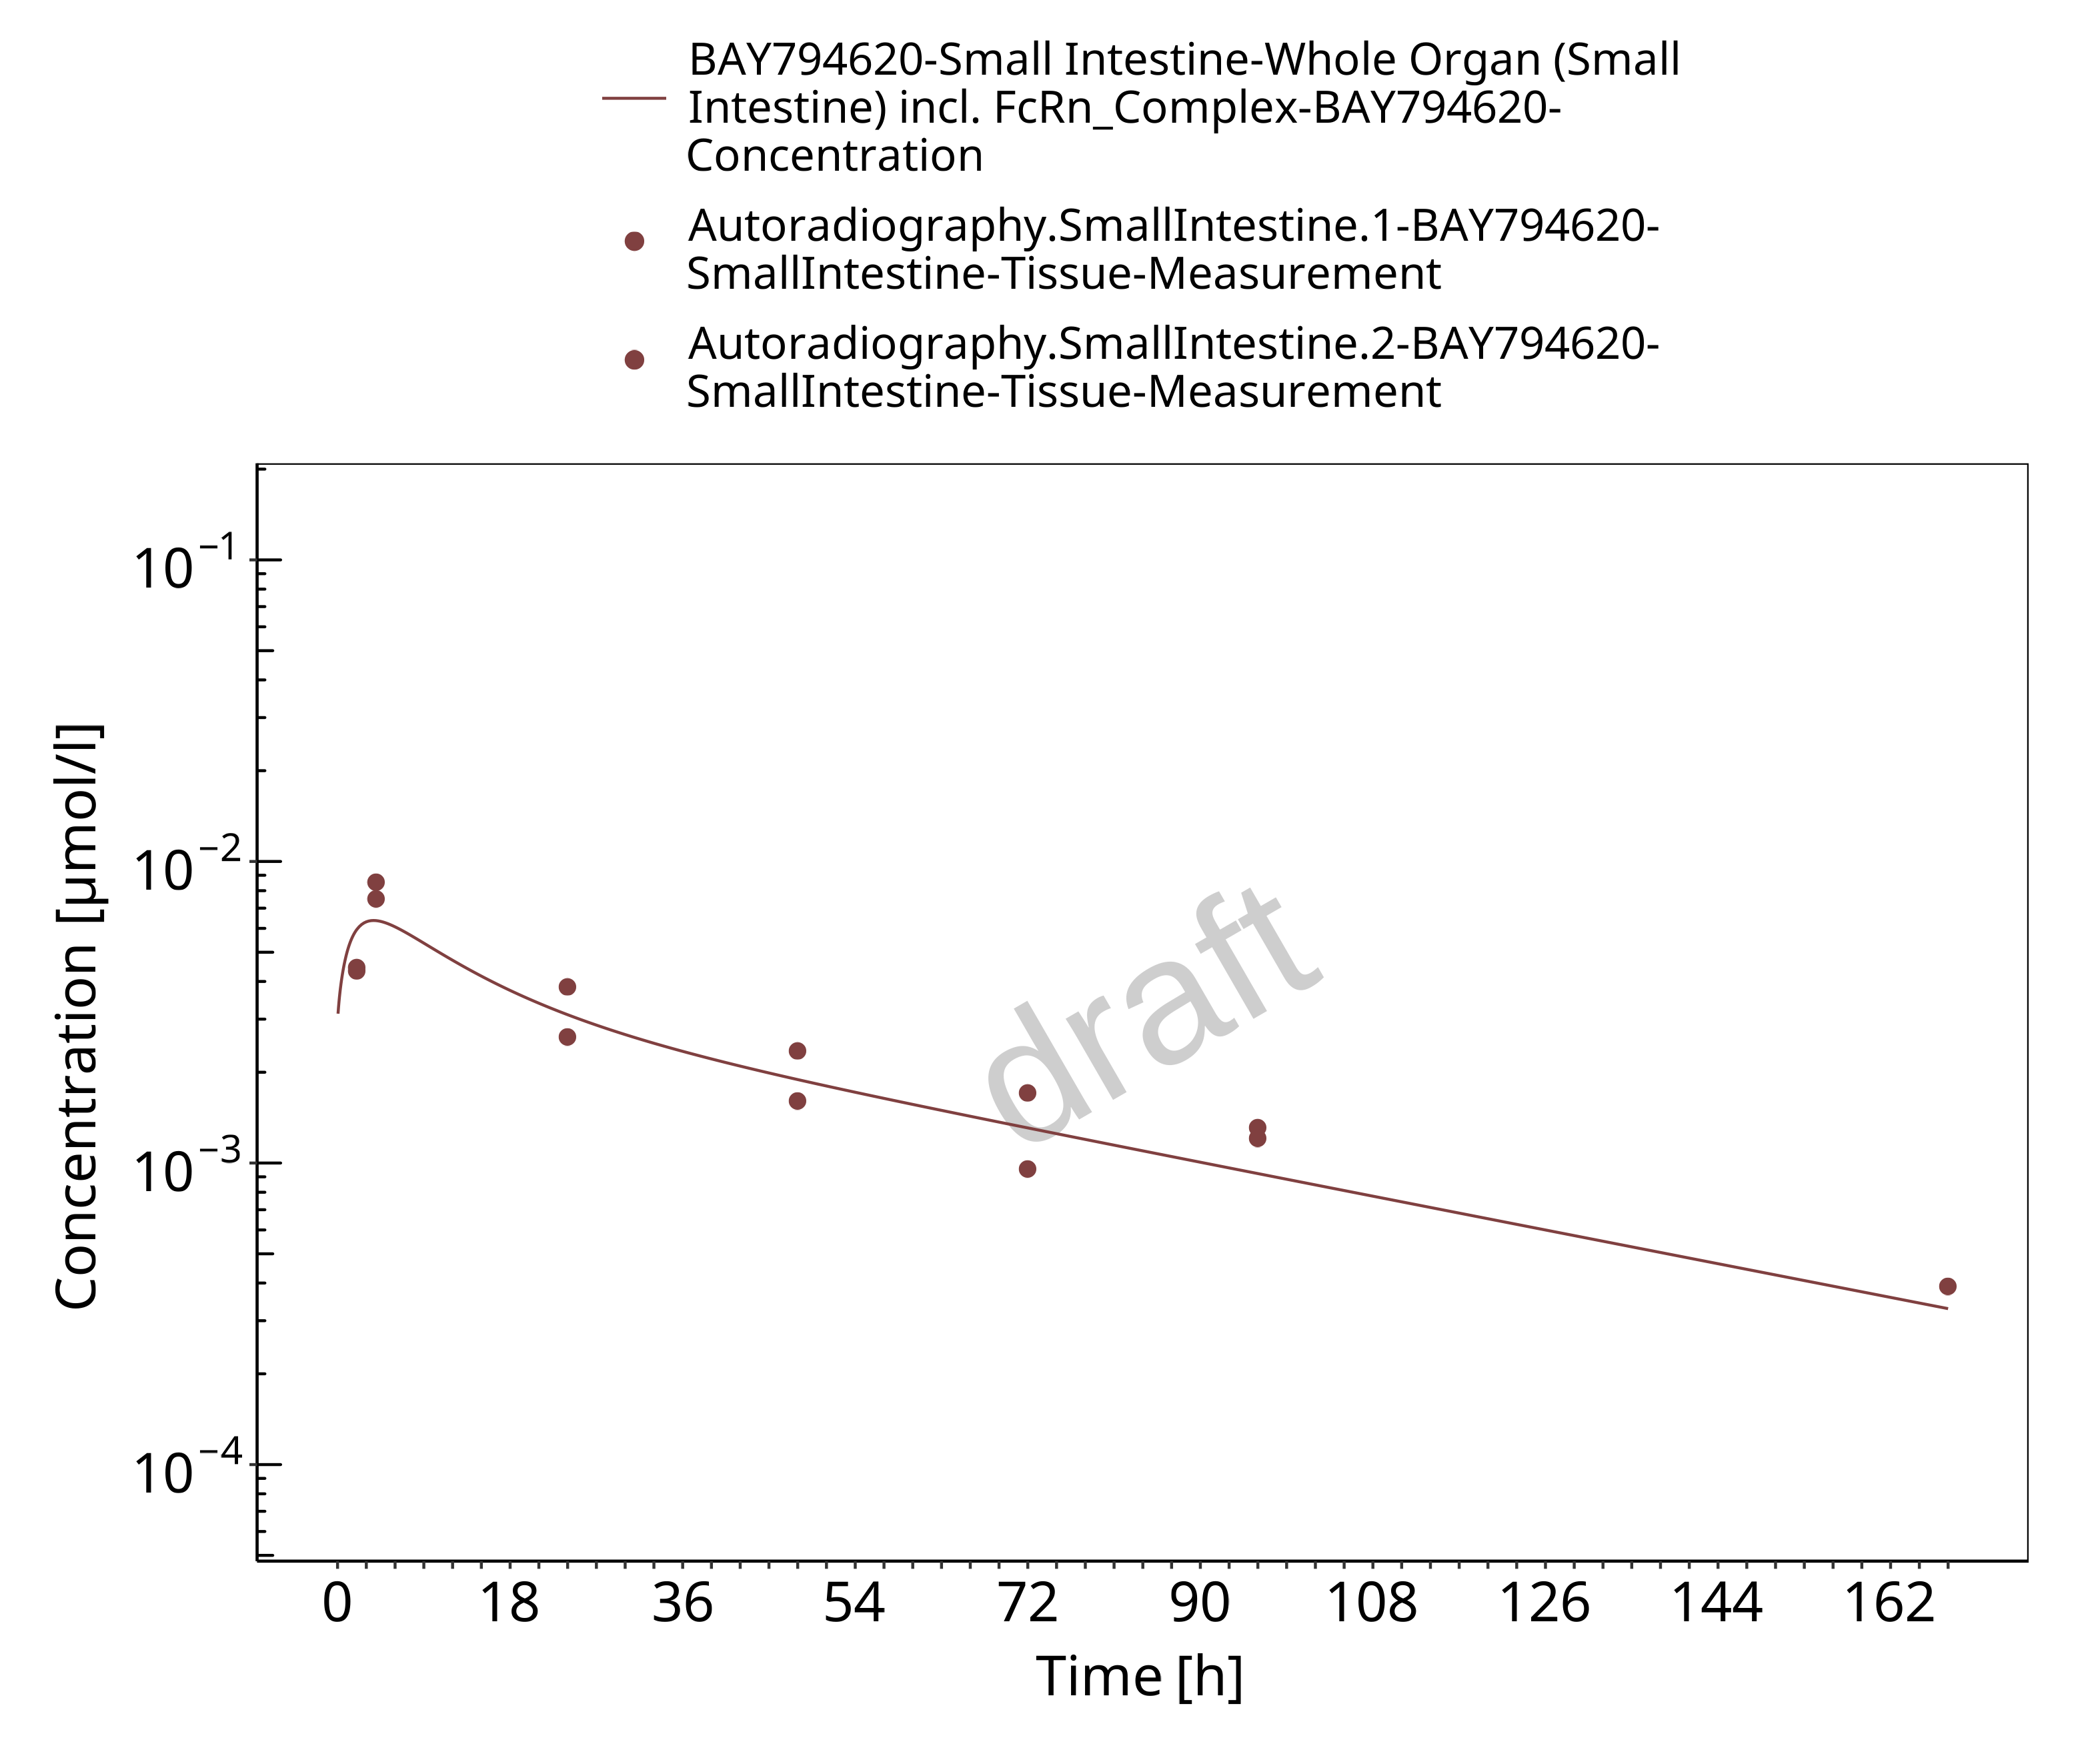 BAY794620-Small Intestine-Whole Organ (Small
Intestine) incl. FcRn_Complex-BAY794620-
Concentration
Autoradiography.SmallIntestine.1-BAY794620-
SmallIntestine-Tissue-Measurement
Autoradiography.SmallIntestine.2-BAY794620-
SmallIntestine-Tissue-Measurement
Concentration [µmol/l]
10⁻¹
10⁻²
10⁻³
10⁻⁴
draft
0 18 36 54 72 90 108 126 144 162
Time [h]